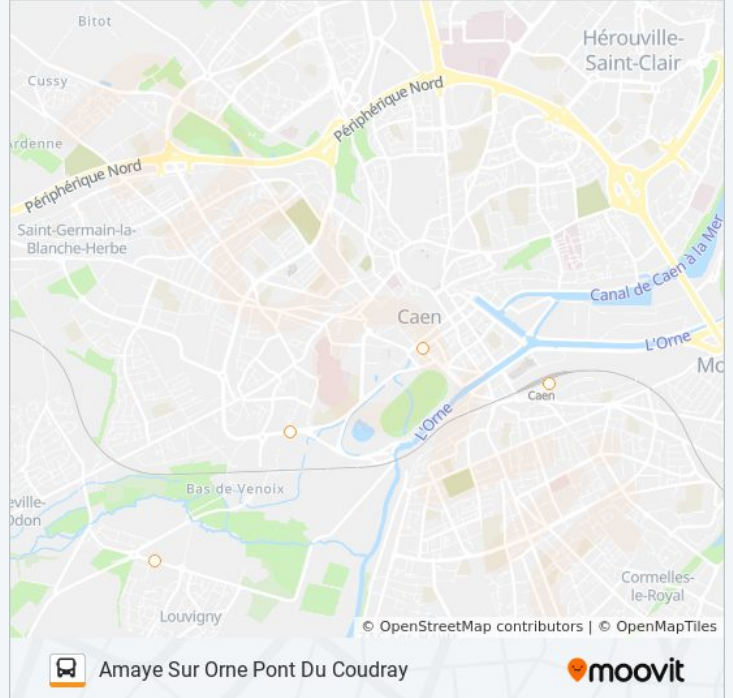 Bitot
Hérouville-
Saint-Clair
Cussy
Périphérique Nord
rdenne
Périphérique Nord
Saint-Germain-la-
Blanche-Herbe
Canal de Caen à la Mer
Caen
L'Orne
Mo
Caen
L'Orne
Bas de Venoix
eville-
Odon
Cormelles-
le-Royal
Louvigny
© OpenStreetMap contributors | © OpenMapTiles
Amaye Sur Orne Pont Du Coudray
moovit